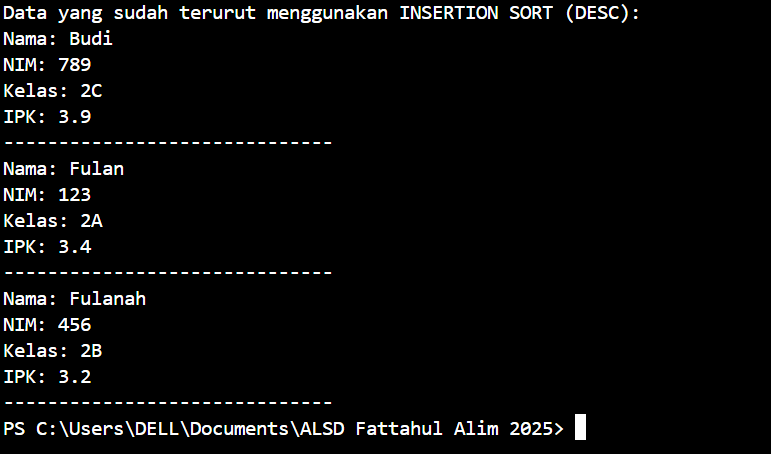 Data yang sudah terurut menggunakan INSERTION SORT (DESC):
Nama: Budi
NIM: 789
Kelas: 2C
IPK: 3.9
------------------------------
Nama: Fulan
NIM: 123
Kelas: 2A
IPK: 3.4
------------------------------
Nama: Fulanah
NIM: 456
Kelas: 2B
IPK: 3.2
------------------------------
PS C:\Users\DELL\Documents\ALSD Fattahul Alim 2025>